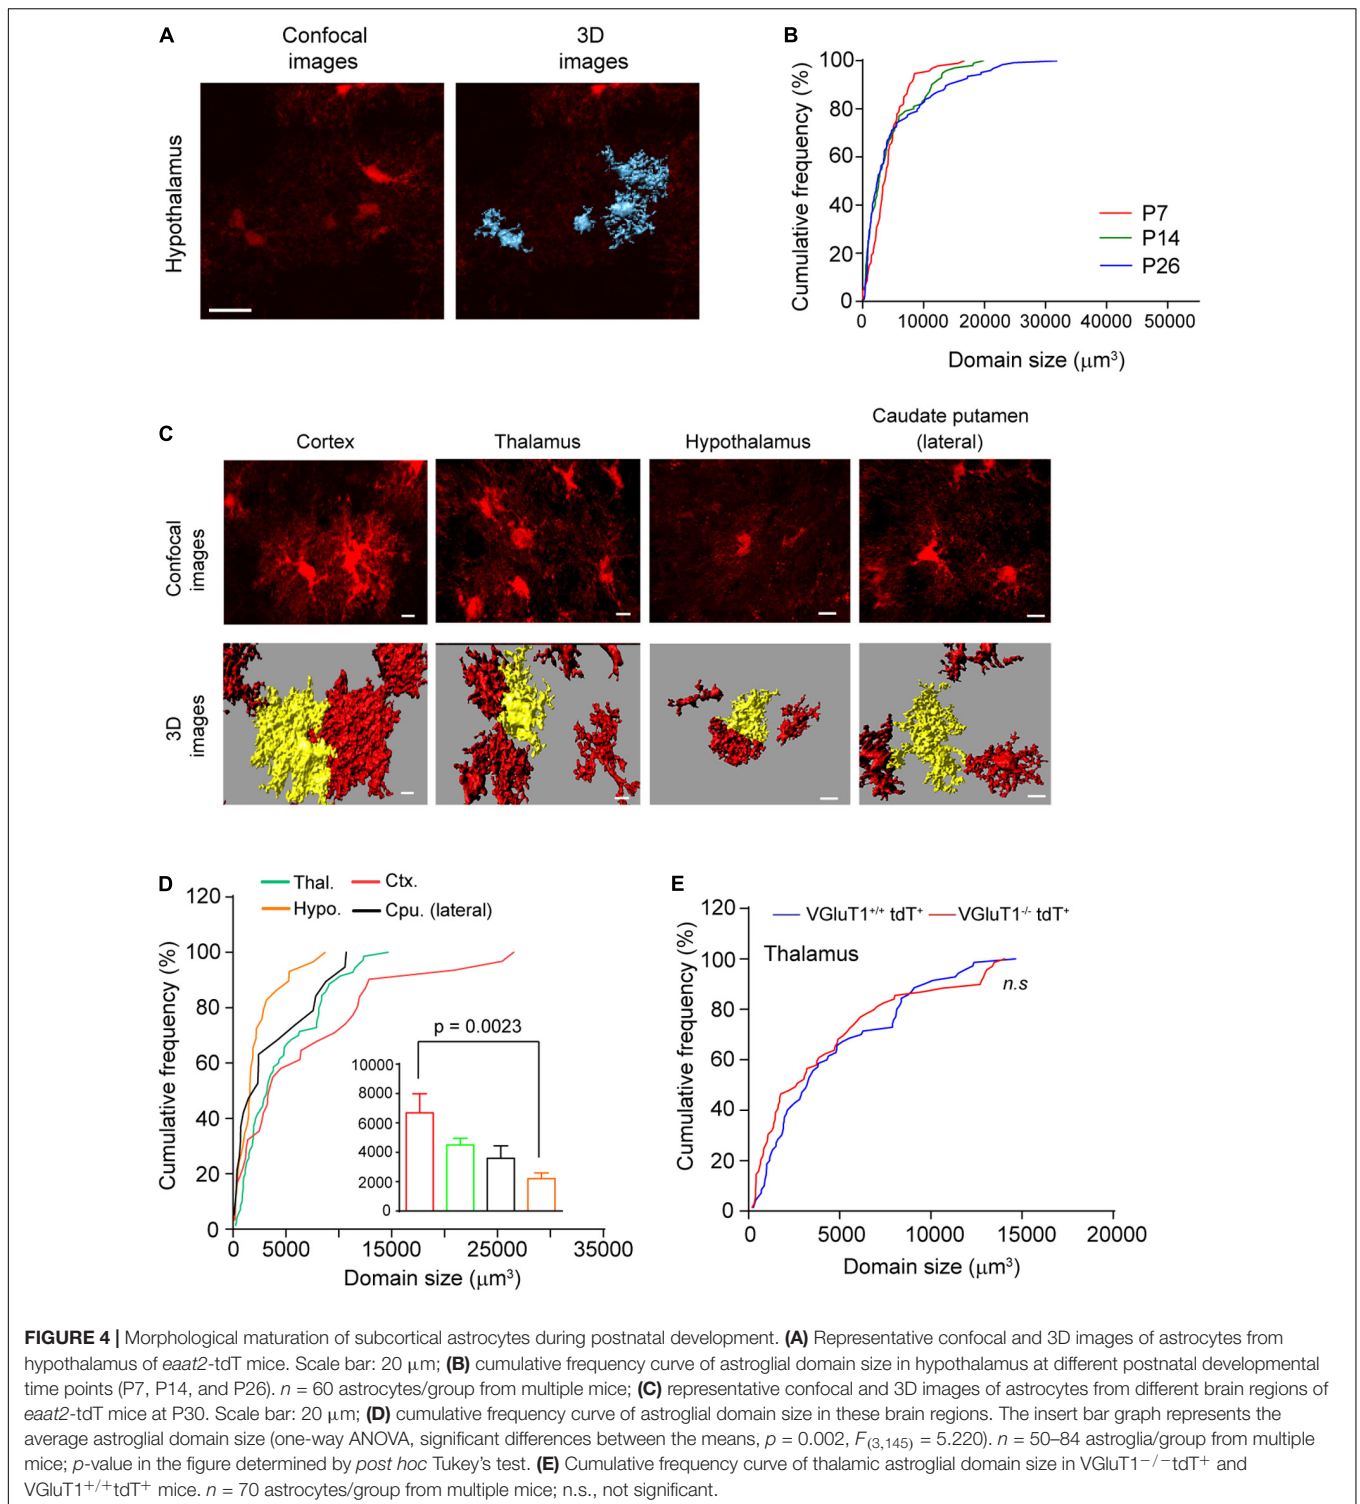 A
Confocal
images
3D
images
Hypothalamus
B
Cumulative frequency (%)
100
80
60
40
20
0
P7
P14
P26
0 10000 20000 30000 40000 50000
Domain size (μm³)
C
Cortex
Thalamus
Hypothalamus
Caudate putamen
(lateral)
Confocal
images
3D
images
D
Thal.
Ctx.
Hypo.
Cpu. (lateral)
Cumulative frequency (%)
120
100
80
60
40
20
0
p = 0.0023
10000
8000
6000
4000
2000
0
0 5000 15000 25000 35000
Domain size (μm³)
E
VGluT1+/+ tdT+
VGluT1-/- tdT+
Thalamus
n.s
Cumulative frequency (%)
120
100
80
60
40
20
0
0 5000 10000 15000 20000
Domain size (μm³)
FIGURE 4 | Morphological maturation of subcortical astrocytes during postnatal development. (A) Representative confocal and 3D images of astrocytes from
hypothalamus of eaat2-tdT mice. Scale bar: 20 μm; (B) cumulative frequency curve of astroglial domain size in hypothalamus at different postnatal developmental
time points (P7, P14, and P26). n = 60 astrocytes/group from multiple mice; (C) representative confocal and 3D images of astrocytes from different brain regions of
eaat2-tdT mice at P30. Scale bar: 20 μm; (D) cumulative frequency curve of astroglial domain size in these brain regions. The insert bar graph represents the
average astroglial domain size (one-way ANOVA, significant differences between the means, p = 0.002, F(3,145) = 5.220). n = 50–84 astroglia/group from multiple
mice; p-value in the figure determined by post hoc Tukey's test. (E) Cumulative frequency curve of thalamic astroglial domain size in VGluT1−/−tdT+ and
VGluT1+/+tdT+ mice. n = 70 astrocytes/group from multiple mice; n.s., not significant.